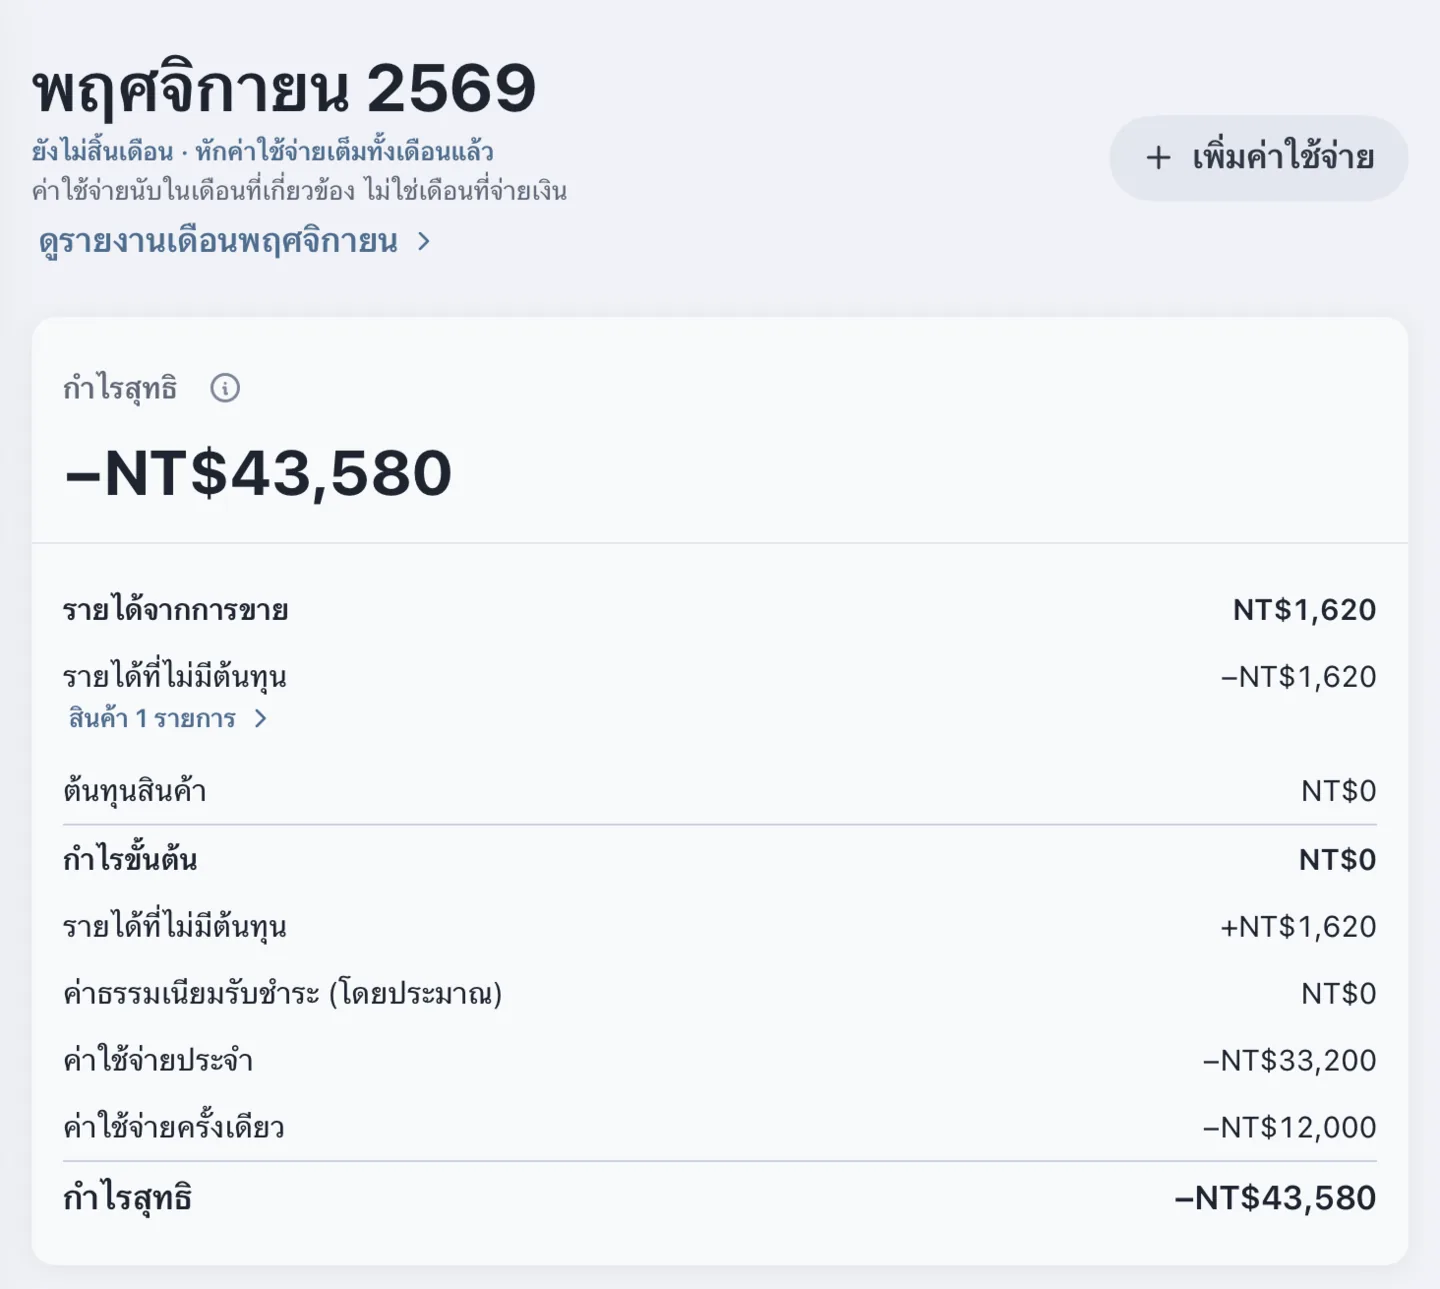 พฤศจิกายน 2569
ยังไม่สิ้นเดือน · หักค่าใช้จ่ายเต็มทั้งเดือนแล้ว
ค่าใช้จ่ายนับในเดือนที่เกี่ยวข้อง ไม่ใช่เดือนที่จ่ายเงิน
ดูรายงานเดือนพฤศจิกายน
+ เพิ่มค่าใช้จ่าย
กำไรสุทธิ
–NT$43,580
รายได้จากการขาย NT$1,620
รายได้ที่ไม่มีต้นทุน –NT$1,620
สินค้า 1 รายการ
ต้นทุนสินค้า NT$0
กำไรขั้นต้น NT$0
รายได้ที่ไม่มีต้นทุน +NT$1,620
ค่าธรรมเนียมรับชำระ (โดยประมาณ) NT$0
ค่าใช้จ่ายประจำ –NT$33,200
ค่าใช้จ่ายครั้งเดียว –NT$12,000
กำไรสุทธิ –NT$43,580